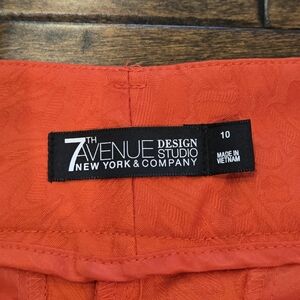 7TH AVENUE DESIGN STUDIO
NEW YORK & COMPANY
10
MADE IN
VIETNAM